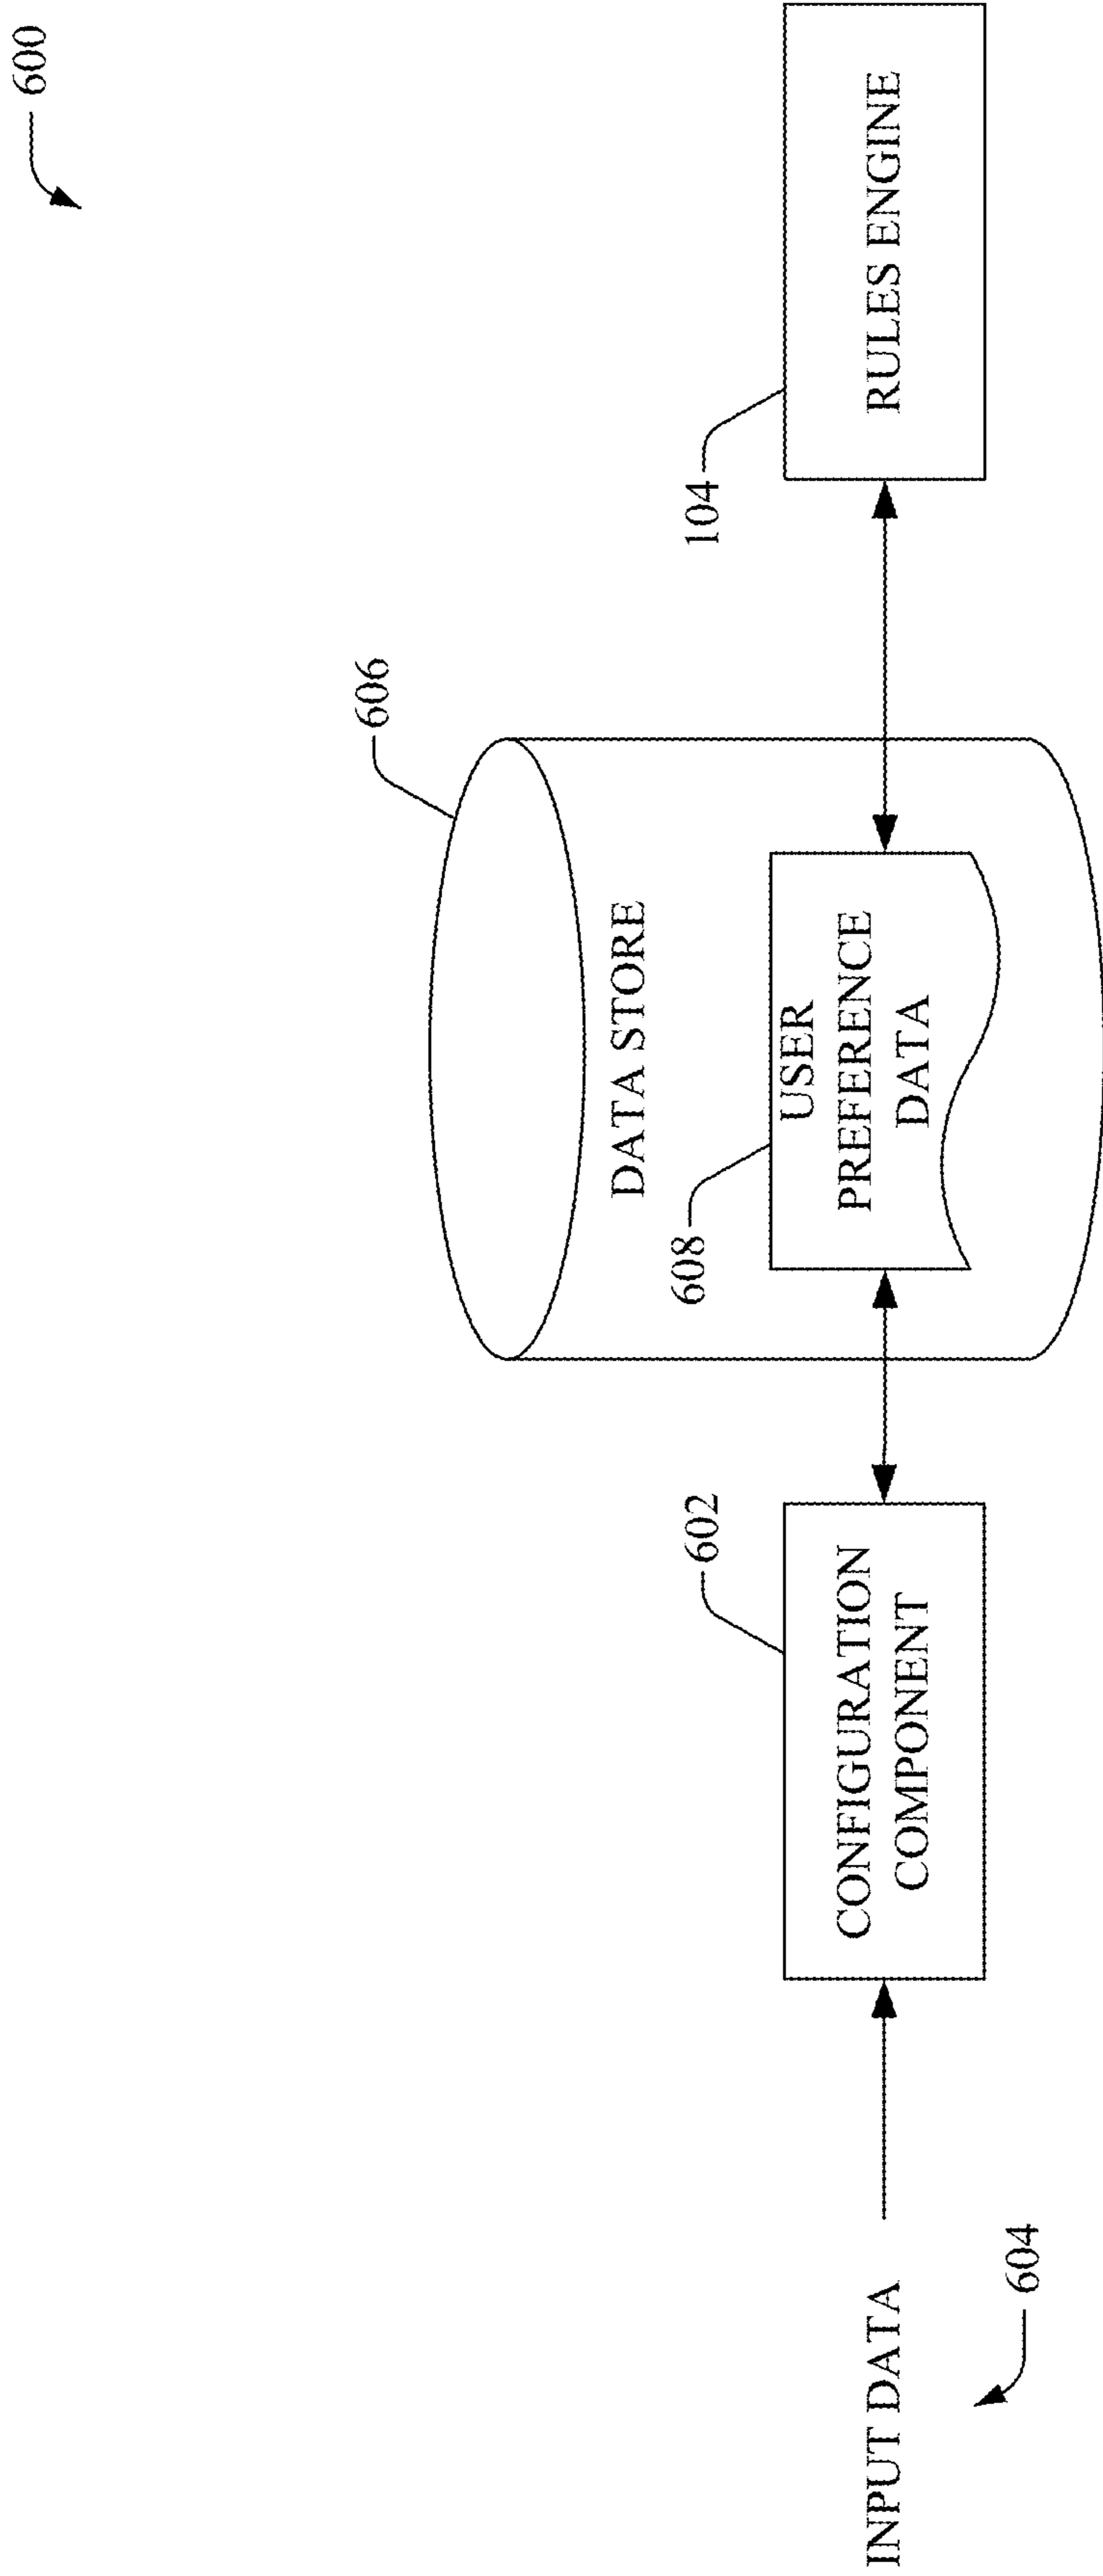 600
606
DATA STORE
608
USER
PREFERENCE
DATA
602
CONFIGURATION
COMPONENT
104
RULES ENGINE
INPUT DATA
604